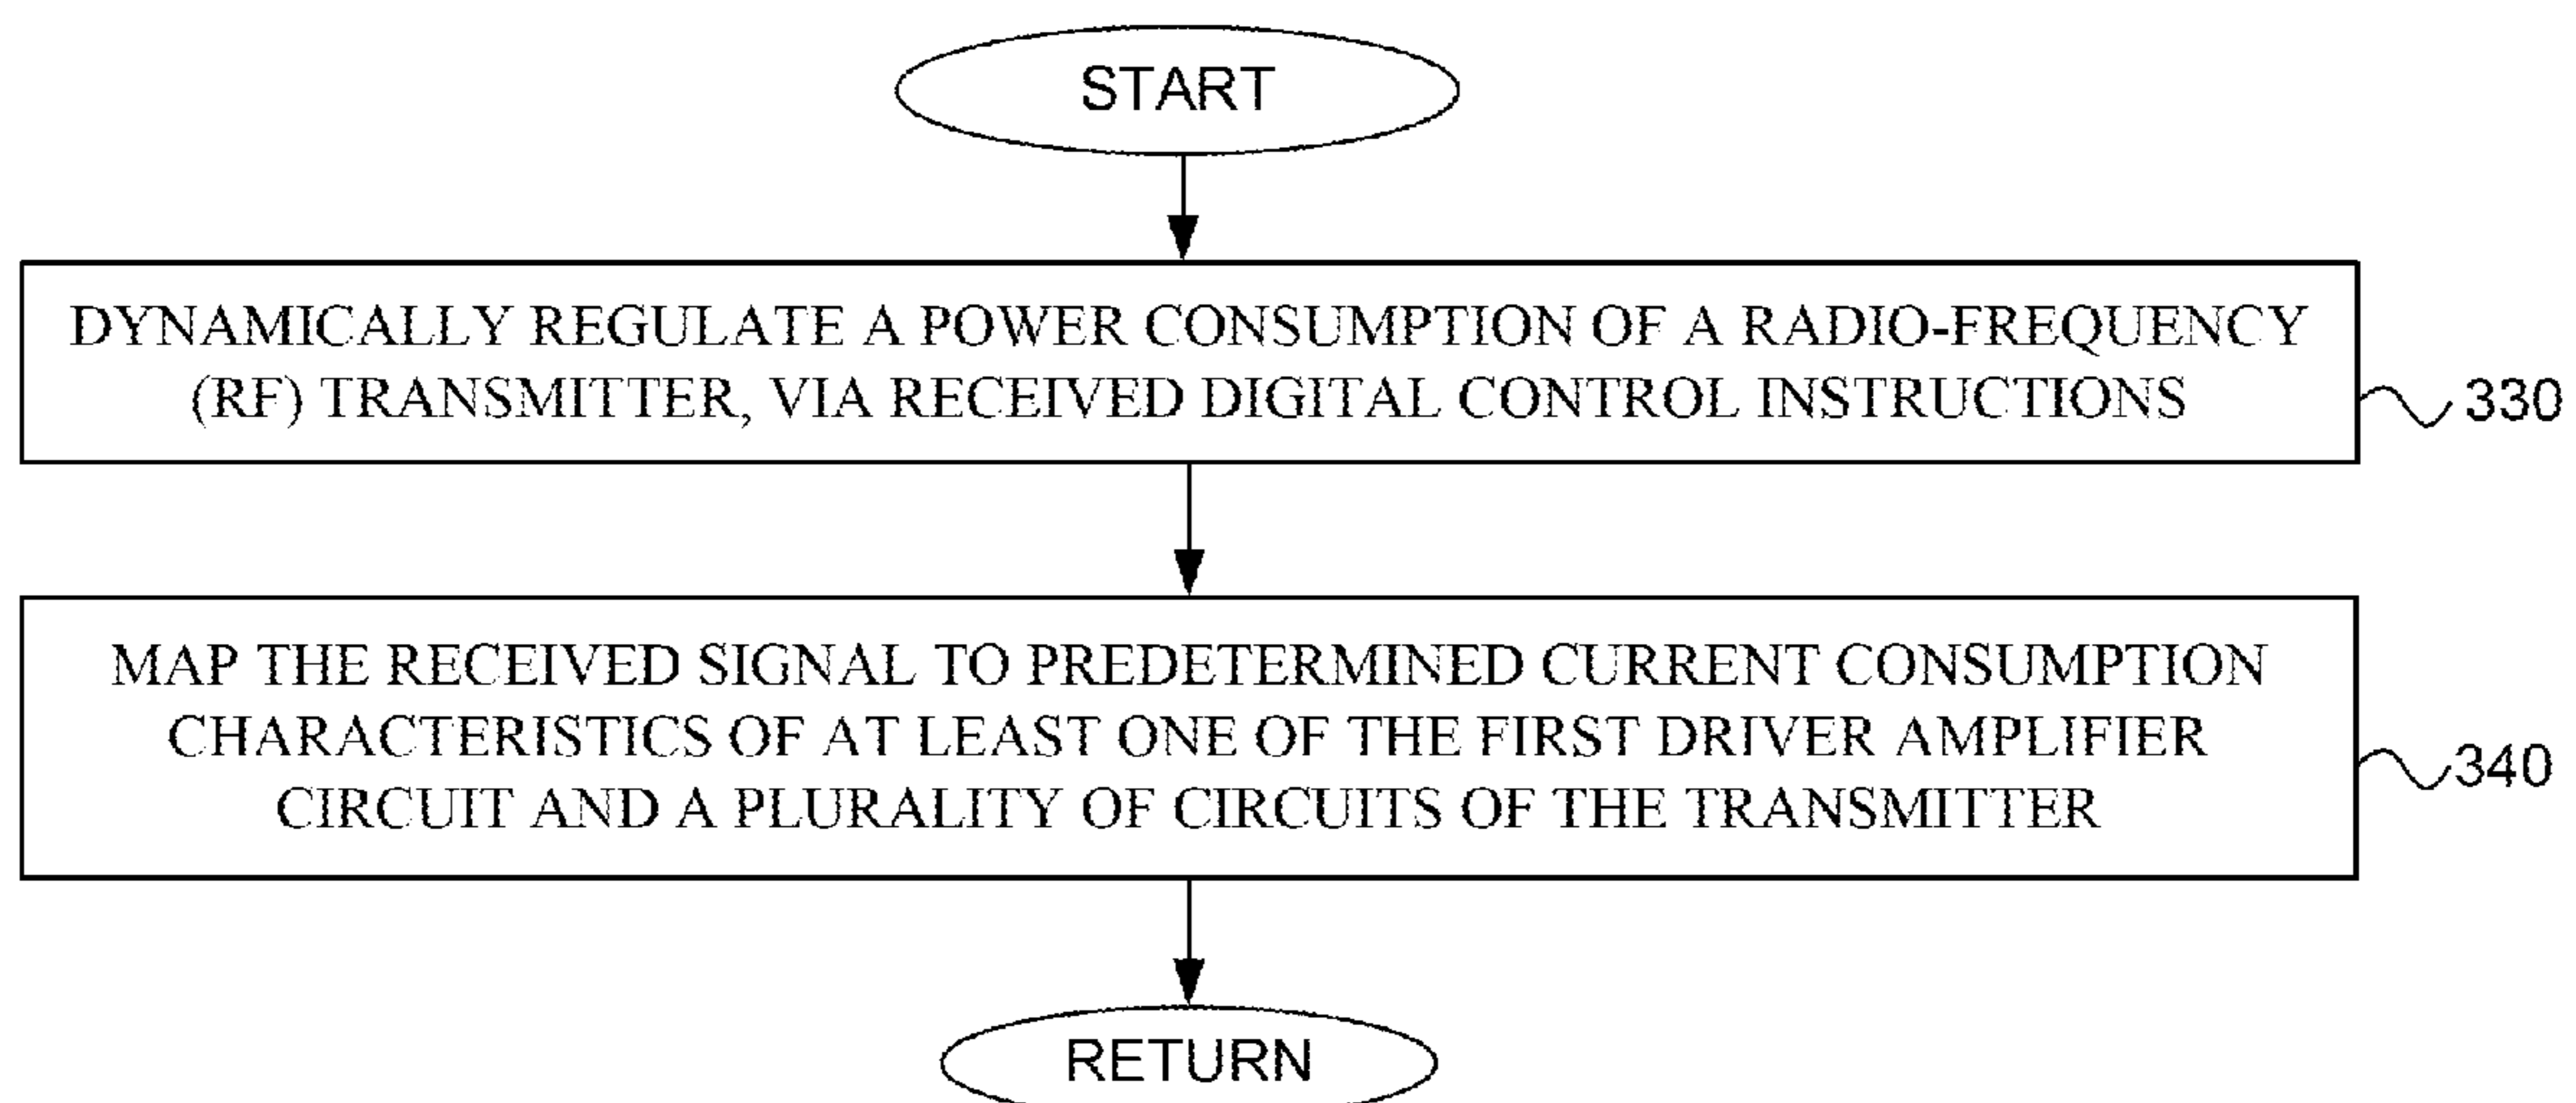 START
DYNAMICALLY REGULATE A POWER CONSUMPTION OF A RADIO-FREQUENCY
(RF) TRANSMITTER, VIA RECEIVED DIGITAL CONTROL INSTRUCTIONS
330
MAP THE RECEIVED SIGNAL TO PREDETERMINED CURRENT CONSUMPTION
CHARACTERISTICS OF AT LEAST ONE OF THE FIRST DRIVER AMPLIFIER
CIRCUIT AND A PLURALITY OF CIRCUITS OF THE TRANSMITTER
340
RETURN